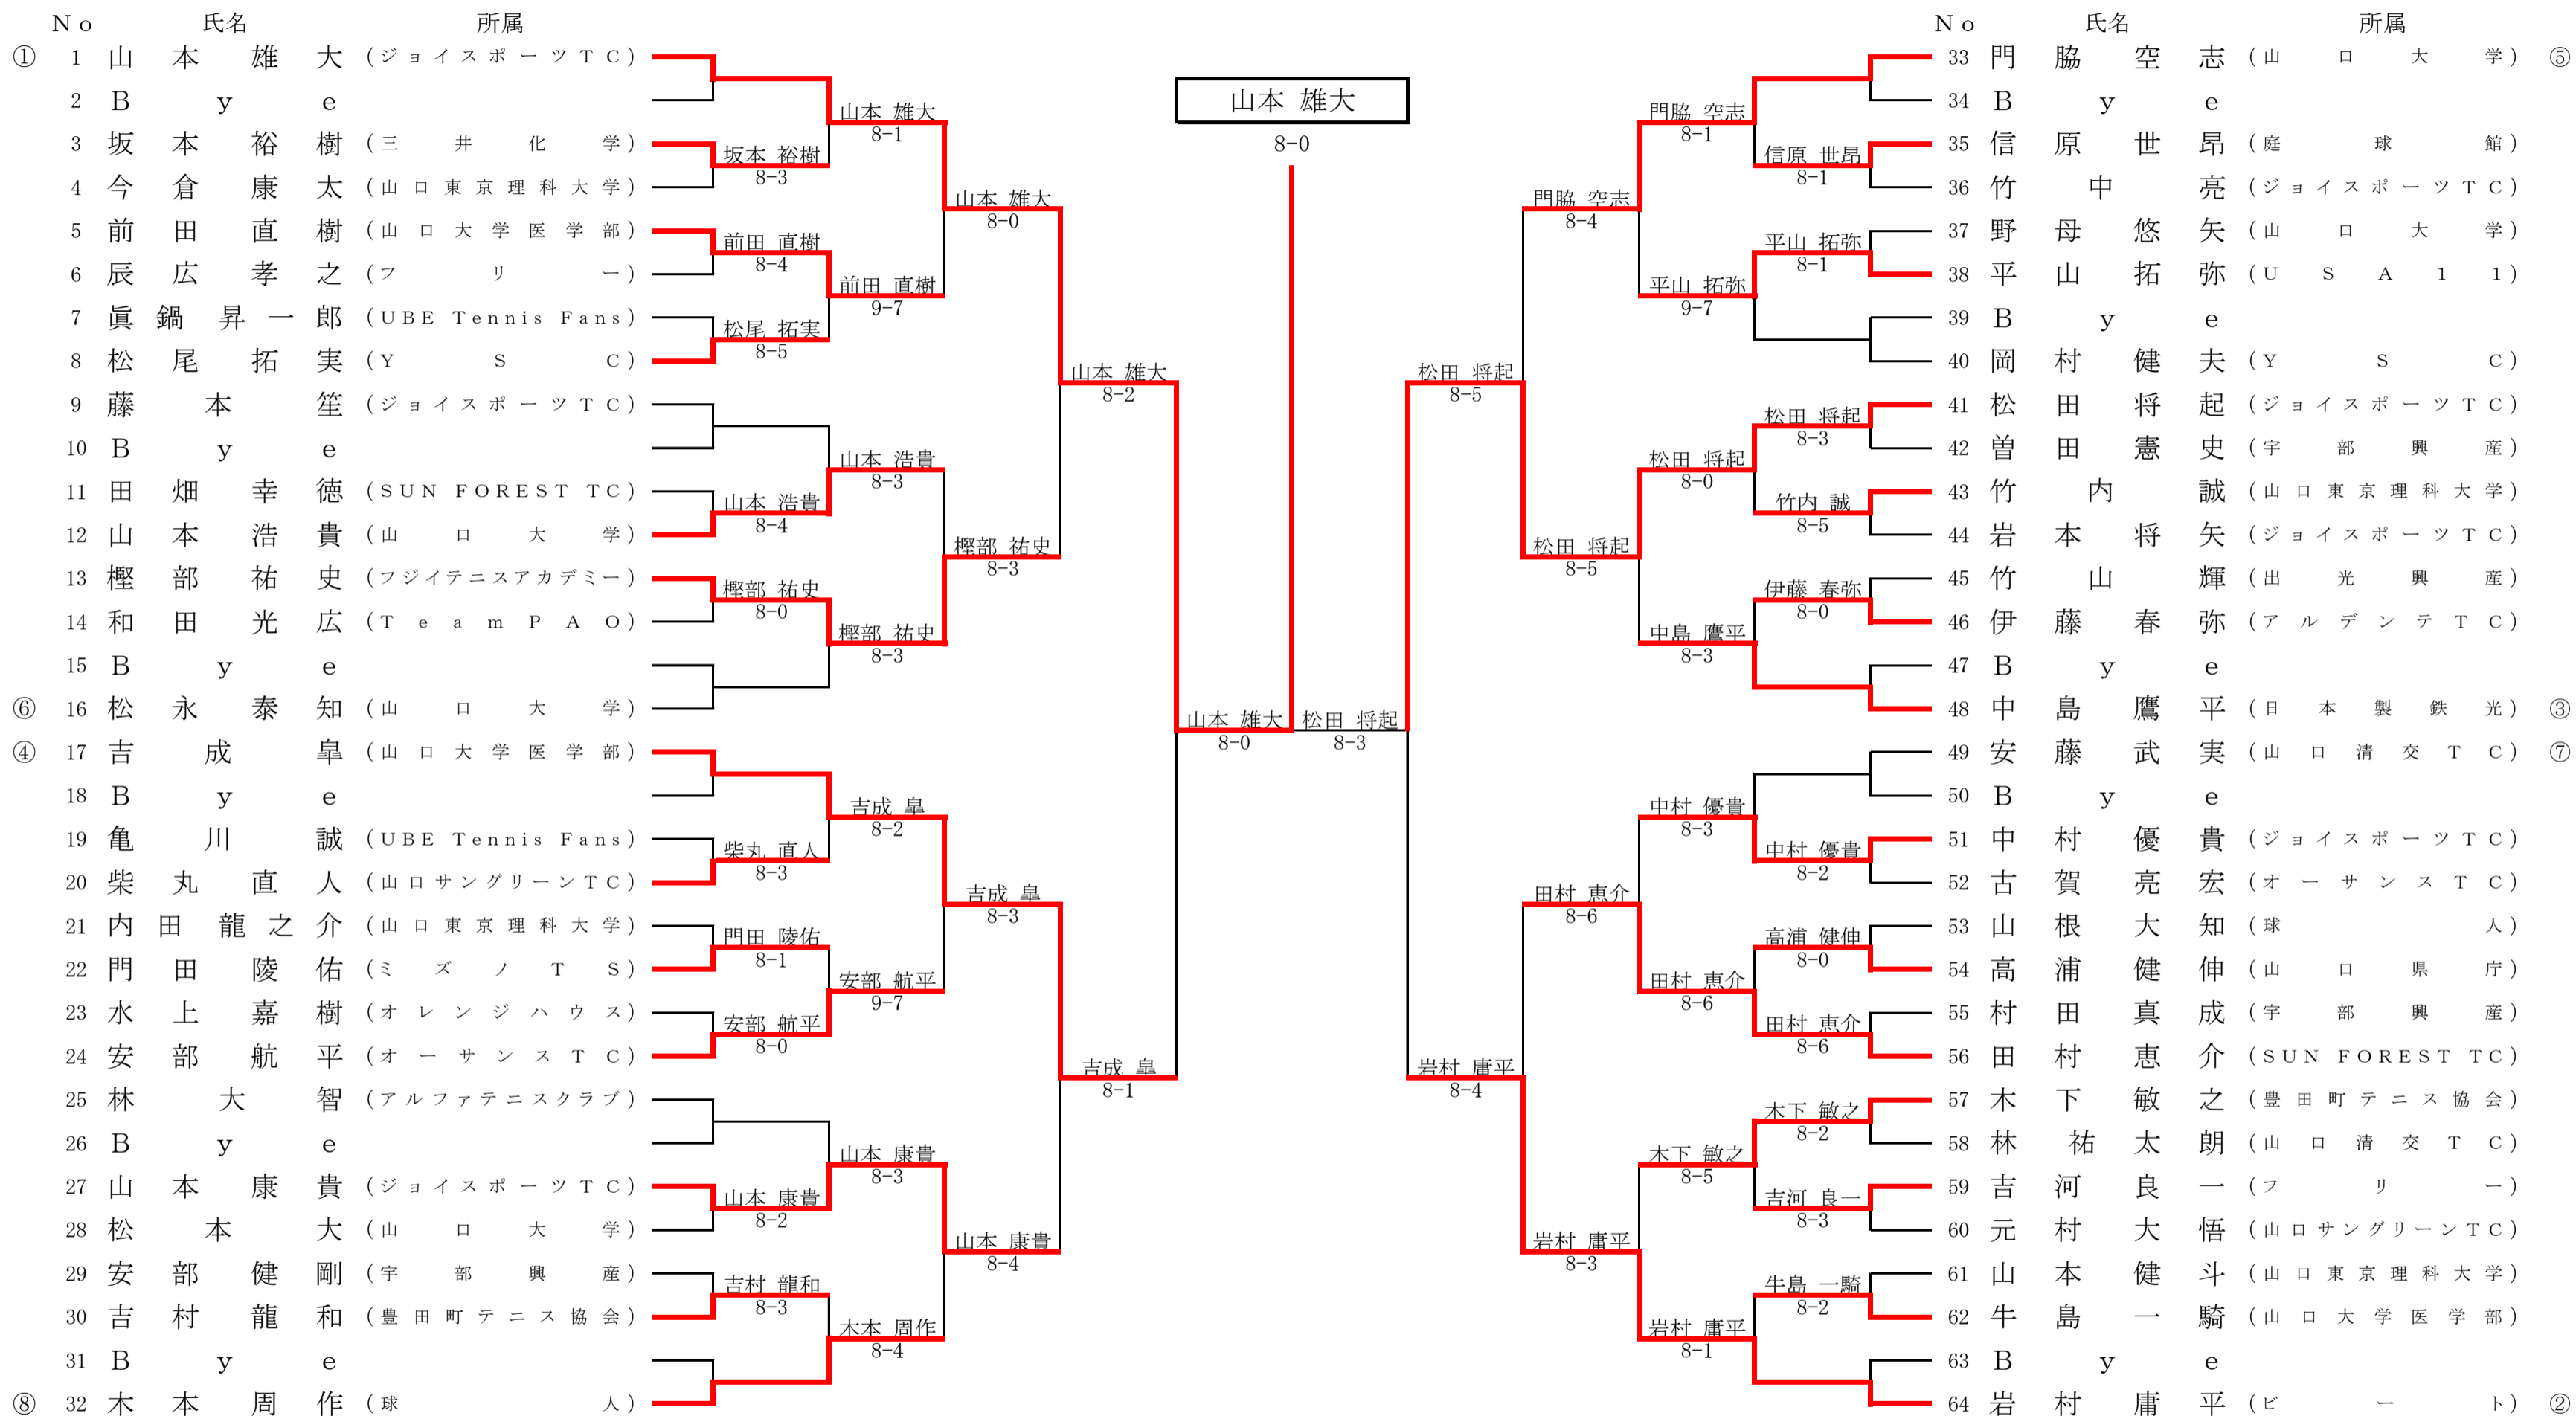 No 氏名 所属
① 1 山本雄大 (ジョイスポーツTC)
2 Bye
3 坂本裕樹 (三井化学)
4 今倉康太 (山口東京理科大学)
5 前田直樹 (山口大学医学部)
6 辰広孝之 (フリー)
7 眞鍋昇一郎 (UBE Tennis Fans)
8 松尾拓実 (YSC)
9 藤本笙 (ジョイスポーツTC)
10 Bye
11 田畑幸徳 (SUN FOREST TC)
12 山本浩貴 (山口大学)
13 樫部祐史 (フジイテニスアカデミー)
14 和田光広 (TeamPAO)
15 Bye
⑥ 16 松永泰知 (山口大学)
④ 17 吉成皐 (山口大学医学部)
18 Bye
19 亀川誠 (UBE Tennis Fans)
20 柴丸直人 (山口サングリーンTC)
21 内田龍之介 (山口東京理科大学)
22 門田陵佑 (ミズノTS)
23 水上嘉樹 (オレンジハウス)
24 安部航平 (オーサンスTC)
25 林大智 (アルファテニスクラブ)
26 Bye
27 山本康貴 (ジョイスポーツTC)
28 松本大 (山口大学)
29 安部健剛 (宇部興産)
30 吉村龍和 (豊田町テニス協会)
31 Bye
⑧ 32 木本周作 (球人)
坂本 裕樹
8-3
前田 直樹
8-4
松尾 拓実
8-5
山本 浩貴
8-4
樫部 祐史
8-0
柴丸 直人
8-3
門田 陵佑
8-1
安部 航平
8-0
山本 康貴
8-2
吉村 龍和
8-3
山本 雄大
8-1
前田 直樹
9-7
山本 浩貴
8-3
樫部 祐史
8-3
吉成 皐
8-2
安部 航平
9-7
山本 康貴
8-3
木本 周作
8-4
山本 雄大
8-0
樫部 祐史
8-3
吉成 皐
8-3
山本 康貴
8-4
山本 雄大
8-2
吉成 皐
8-1
山本 雄大
8-0
山本 雄大
8-0
松田 将起
8-3
松田 将起
8-5
岩村 庸平
8-4
門脇 空志
8-4
松田 将起
8-5
田村 恵介
8-6
岩村 庸平
8-3
門脇 空志
8-1
平山 拓弥
9-7
松田 将起
8-0
中島 鷹平
8-3
中村 優貴
8-3
田村 恵介
8-6
木下 敏之
8-5
岩村 庸平
8-1
信原 世昂
8-1
平山 拓弥
8-1
松田 将起
8-3
竹内 誠
8-5
伊藤 春弥
8-0
中村 優貴
8-2
高浦 健伸
8-0
田村 恵介
8-6
木下 敏之
8-2
吉河 良一
8-3
牛島 一騎
8-2
No 氏名 所属
33 門脇空志 (山口大学) ⑤
34 Bye
35 信原世昂 (庭球館)
36 竹中亮 (ジョイスポーツTC)
37 野母悠矢 (山口大学)
38 平山拓弥 (USA11)
39 Bye
40 岡村健夫 (YSC)
41 松田将起 (ジョイスポーツTC)
42 曽田憲史 (宇部興産)
43 竹内誠 (山口東京理科大学)
44 岩本将矢 (ジョイスポーツTC)
45 竹山輝 (出光興産)
46 伊藤春弥 (アルデンテTC)
47 Bye
48 中島鷹平 (日本製鉄光) ③
49 安藤武実 (山口清交TC) ⑦
50 Bye
51 中村優貴 (ジョイスポーツTC)
52 古賀亮宏 (オーサンスTC)
53 山根大知 (球人)
54 高浦健伸 (山口県庁)
55 村田真成 (宇部興産)
56 田村恵介 (SUN FOREST TC)
57 木下敏之 (豊田町テニス協会)
58 林祐太朗 (山口清交TC)
59 吉河良一 (フリー)
60 元村大悟 (山口サングリーンTC)
61 山本健斗 (山口東京理科大学)
62 牛島一騎 (山口大学医学部)
63 Bye
64 岩村庸平 (ビート) ②